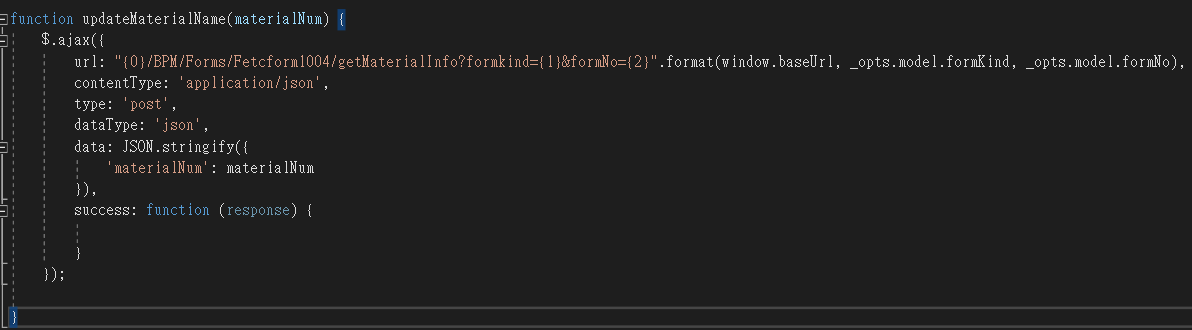 function updateMaterialName(materialNum) {
$.ajax({
url: "{0}/BPM/Forms/Fetcform1004/getMaterialInfo?formkind={1}&formNo={2}".format(window.baseUrl, _opts.model.formKind, _opts.model.formNo),
contentType: 'application/json',
type: 'post',
dataType: 'json',
data: JSON.stringify({
'materialNum': materialNum
}),
success: function (response) {
}
});
}